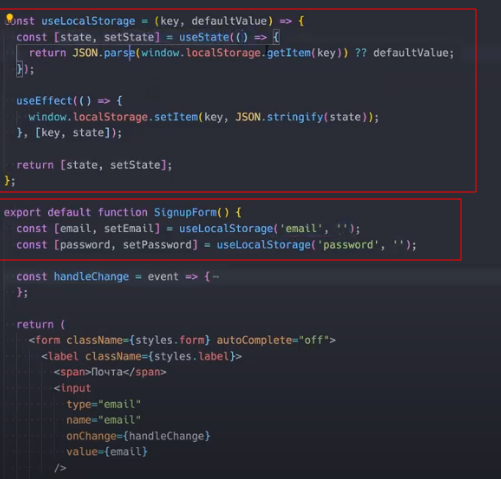 const useLocalStorage = (key, defaultValue) => {
const [state, setState] = useState(() => {
return JSON.parse(window.localStorage.getItem(key)) ?? defaultValue;
});
useEffect(() => {
window.localStorage.setItem(key, JSON.stringify(state));
}, [key, state]);
return [state, setState];
};
export default function SignupForm() {
const [email, setEmail] = useLocalStorage('email', '');
const [password, setPassword] = useLocalStorage('password', '');
const handleChange = event => {⋯
};
return (
<form className={styles.form} autoComplete="off">
<label className={styles.label}>
<span>Почта</span>
<input
type="email"
name="email"
onChange={handleChange}
value={email}
/>